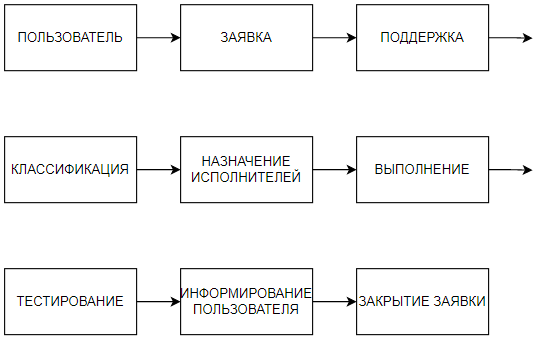 ПОЛЬЗОВАТЕЛЬ
ЗАЯВКА
ПОДДЕРЖКА
КЛАССИФИКАЦИЯ
НАЗНАЧЕНИЕ
ИСПОЛНИТЕЛЕЙ
ВЫПОЛНЕНИЕ
ТЕСТИРОВАНИЕ
ИНФОРМИРОВАНИЕ
ПОЛЬЗОВАТЕЛЯ
ЗАКРЫТИЕ ЗАЯВКИ